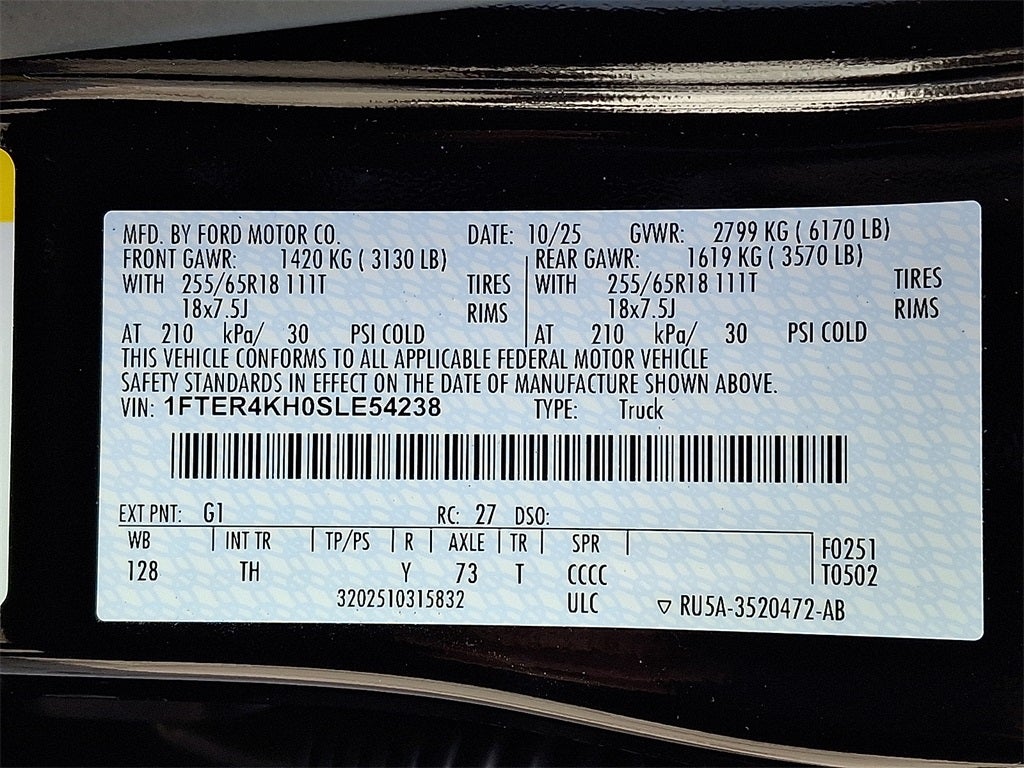 MFD. BY FORD MOTOR CO. DATE: 10/25 GVWR: 2799 KG ( 6170 LB)
FRONT GAWR: 1420 KG ( 3130 LB) REAR GAWR: 1619 KG ( 3570 LB)
WITH 255/65R18 111T TIRES WITH 255/65R18 111T TIRES
18x7.5J RIMS 18x7.5J RIMS
AT 210 kPa/ 30 PSI COLD AT 210 kPa/ 30 PSI COLD
THIS VEHICLE CONFORMS TO ALL APPLICABLE FEDERAL MOTOR VEHICLE
SAFETY STANDARDS IN EFFECT ON THE DATE OF MANUFACTURE SHOWN ABOVE.
VIN: 1FTER4KH0SLE54238 TYPE: Truck
EXT PNT: G1 RC: 27 DSO:
WB INT TR TP/PS R AXLE TR SPR F0251
128 TH Y 73 T CCCC T0502
3202510315832 ULC ▽ RU5A-3520472-AB